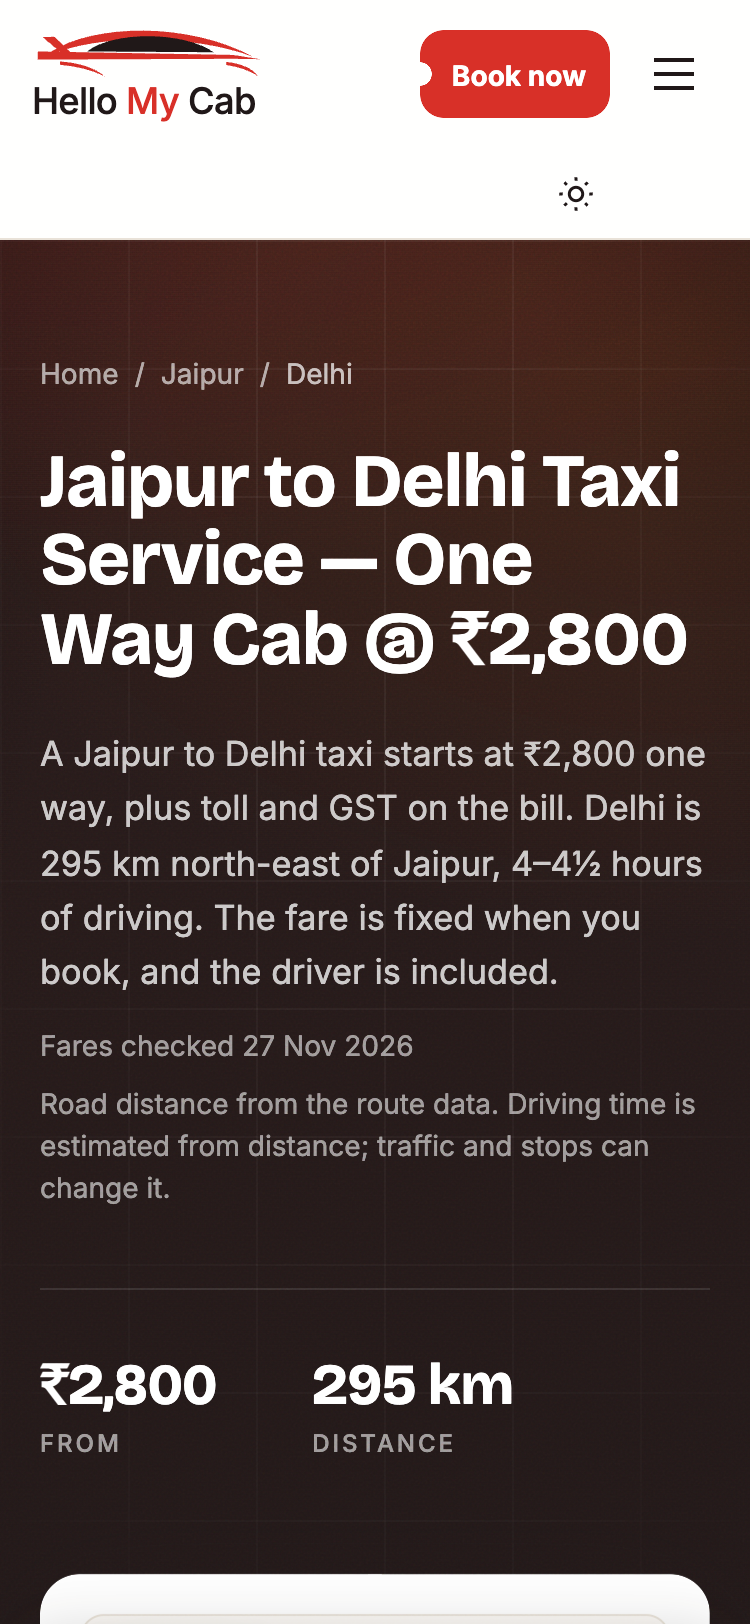 Hello My Cab
Book now
Home / Jaipur / Delhi
Jaipur to Delhi Taxi
Service — One
Way Cab @ ₹2,800
A Jaipur to Delhi taxi starts at ₹2,800 one
way, plus toll and GST on the bill. Delhi is
295 km north-east of Jaipur, 4–4½ hours
of driving. The fare is fixed when you
book, and the driver is included.
Fares checked 27 Nov 2026
Road distance from the route data. Driving time is
estimated from distance; traffic and stops can
change it.
₹2,800 295 km
FROM DISTANCE